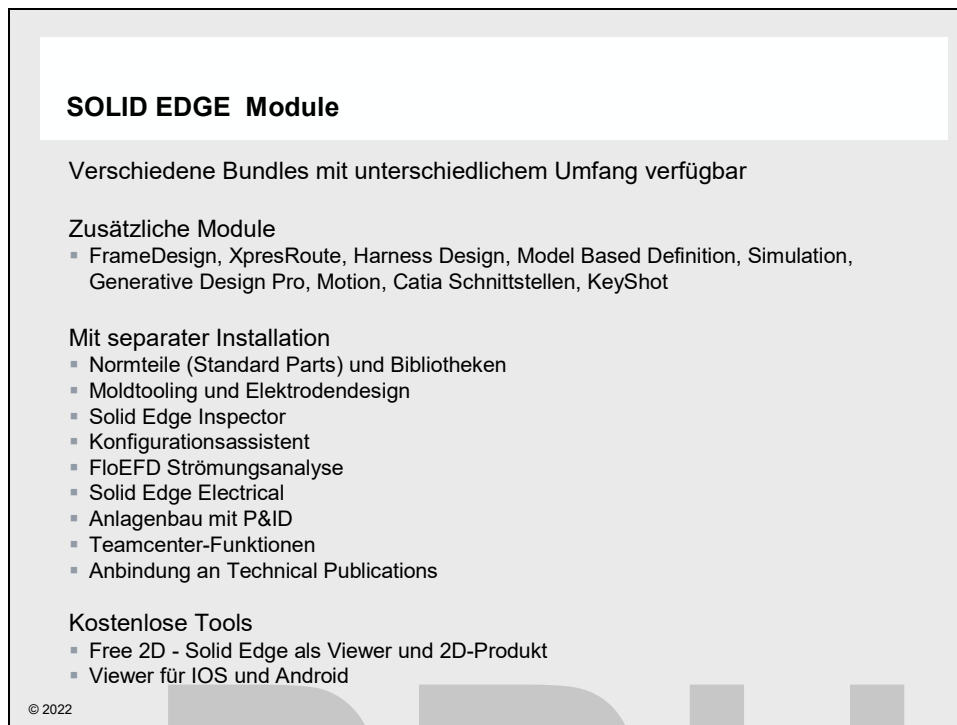 SOLID EDGE Module
Verschiedene Bundles mit unterschiedlichem Umfang verfügbar
Zusätzliche Module
▪ FrameDesign, XpresRoute, Harness Design, Model Based Definition, Simulation,
Generative Design Pro, Motion, Catia Schnittstellen, KeyShot
Mit separater Installation
▪ Normteile (Standard Parts) und Bibliotheken
▪ Moldtooling und Elektrodendesign
▪ Solid Edge Inspector
▪ Konfigurationsassistent
▪ FloEFD Strömungsanalyse
▪ Solid Edge Electrical
▪ Anlagenbau mit P&ID
▪ Teamcenter-Funktionen
▪ Anbindung an Technical Publications
Kostenlose Tools
▪ Free 2D - Solid Edge als Viewer und 2D-Produkt
▪ Viewer für IOS und Android
© 2022